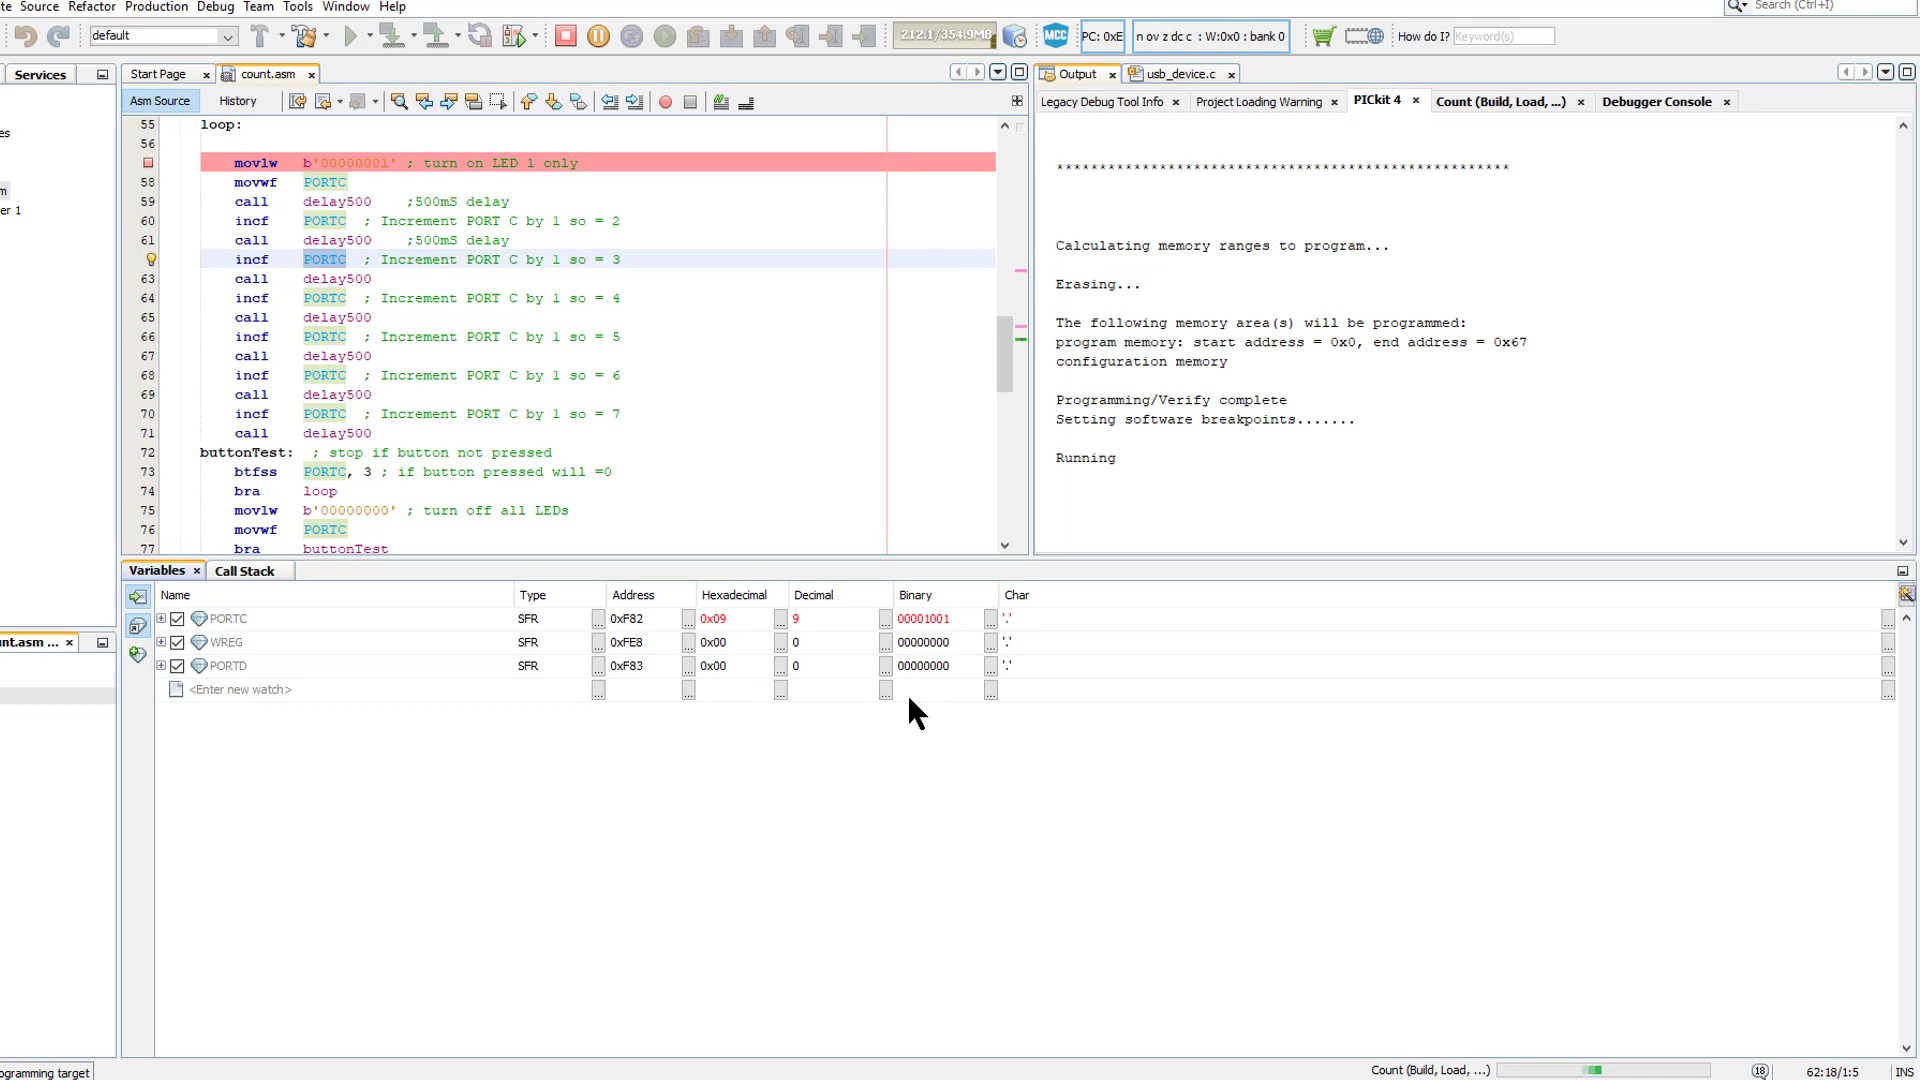 te Source Refactor Production Debug Team Tools Window Help
Search (Ctrl+I)
default
212.1/354.9MB
MCC
PC: 0xE
n ov z dc c : W:0x0 : bank 0
How do I? Keyword(s)
Services
Start Page
count.asm
Output
usb_device.c
Asm Source
History
Legacy Debug Tool Info
Project Loading Warning
PICkit 4
Count (Build, Load, ...)
Debugger Console
es
m
er 1
55 loop:
56
movlw b'00000001' ; turn on LED 1 only
58 movwf PORTC
59 call delay500 ;500mS delay
60 incf PORTC ; Increment PORT C by 1 so = 2
61 call delay500 ;500mS delay
incf PORTC ; Increment PORT C by 1 so = 3
63 call delay500
64 incf PORTC ; Increment PORT C by 1 so = 4
65 call delay500
66 incf PORTC ; Increment PORT C by 1 so = 5
67 call delay500
68 incf PORTC ; Increment PORT C by 1 so = 6
69 call delay500
70 incf PORTC ; Increment PORT C by 1 so = 7
71 call delay500
72 buttonTest: ; stop if button not pressed
73 btfss PORTC, 3 ; if button pressed will =0
74 bra loop
75 movlw b'00000000' ; turn off all LEDs
76 movwf PORTC
77 bra buttonTest
*****************************************************
Calculating memory ranges to program...
Erasing...
The following memory area(s) will be programmed:
program memory: start address = 0x0, end address = 0x67
configuration memory
Programming/Verify complete
Setting software breakpoints.......
Running
Variables
Call Stack
Name Type Address Hexadecimal Decimal Binary Char
PORTC SFR ... 0xF82 ... 0x09 ... 9 ... 00001001 ... '.' ...
WREG SFR ... 0xFE8 ... 0x00 ... 0 ... 00000000 ... '.' ...
PORTD SFR ... 0xF83 ... 0x00 ... 0 ... 00000000 ... '.' ...
<Enter new watch> ... ... ... ... ... ...
ount.asm ...
ogramming target
Count (Build, Load, ...)
18
62:18/1:5
INS